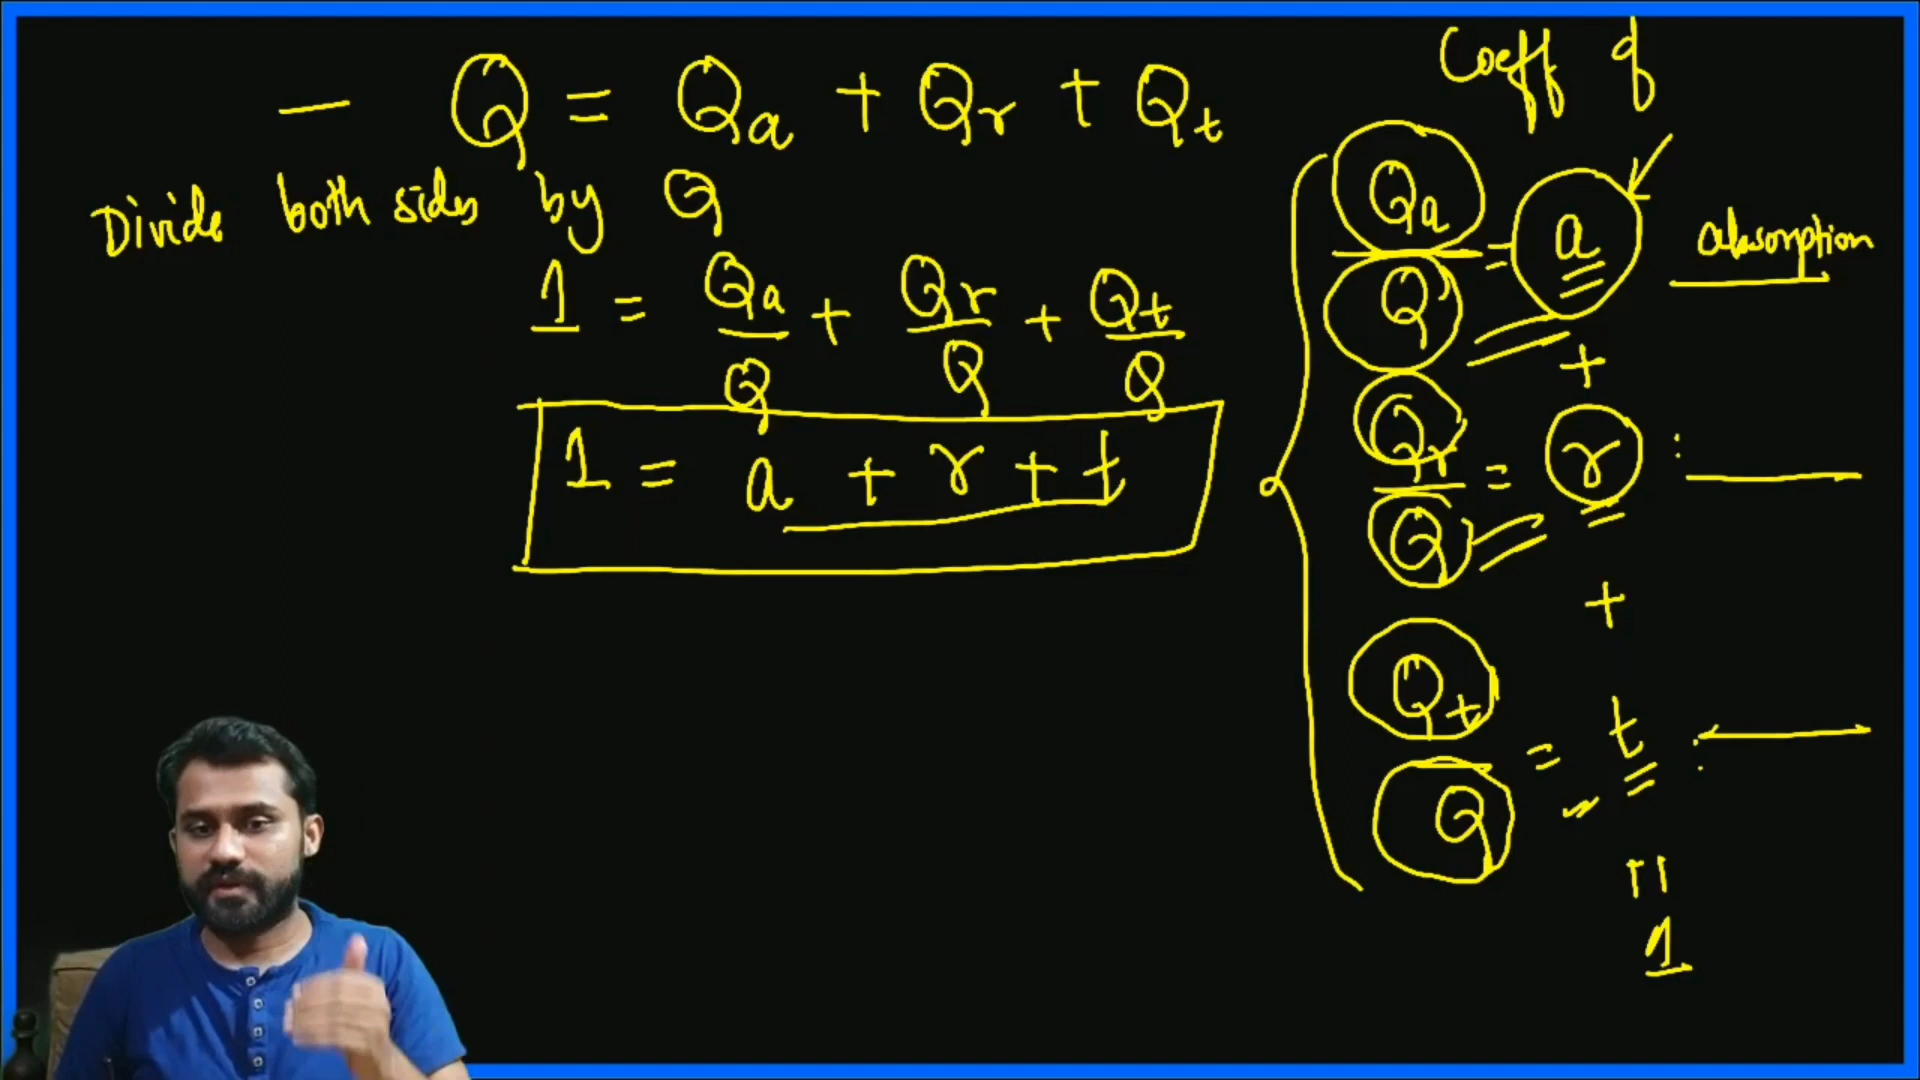 — Q = Qa + Qr + Qt
Divide both sides by Q
1 = Qa/Q + Qr/Q + Qt/Q
1 = a + r + t
Coeff of
Qa/Q = a absorption
+
Qr/Q = r :
+
Qt/Q = t :
=
1